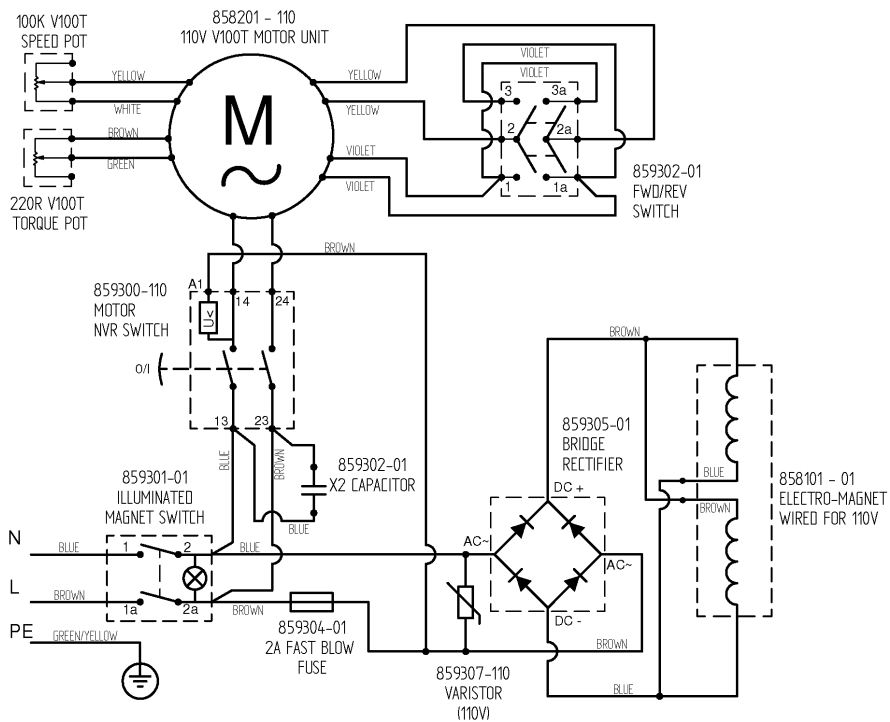 100K V100T
SPEED POT
858201 - 110
110V V100T MOTOR UNIT
YELLOW
WHITE
BROWN
GREEN
220R V100T
TORQUE POT
M
YELLOW
YELLOW
VIOLET
VIOLET
VIOLET
VIOLET
3
3a
2
2a
1
1a
859302-01
FWD/REV
SWITCH
BROWN
859300-110
MOTOR
NVR SWITCH
A1
14
24
U<
O/I
13
23
BLUE
BROWN
859302-01
X2 CAPACITOR
BLUE
859301-01
ILLUMINATED
MAGNET SWITCH
N
BLUE
1
2
BLUE
L
BROWN
1a
2a
BROWN
PE
GREEN/YELLOW
859304-01
2A FAST BLOW
FUSE
859307-110
VARISTOR
(110V)
859305-01
BRIDGE
RECTIFIER
DC +
AC~
AC~
DC -
BROWN
BROWN
BLUE
BLUE
BROWN
858101 - 01
ELECTRO-MAGNET
WIRED FOR 110V